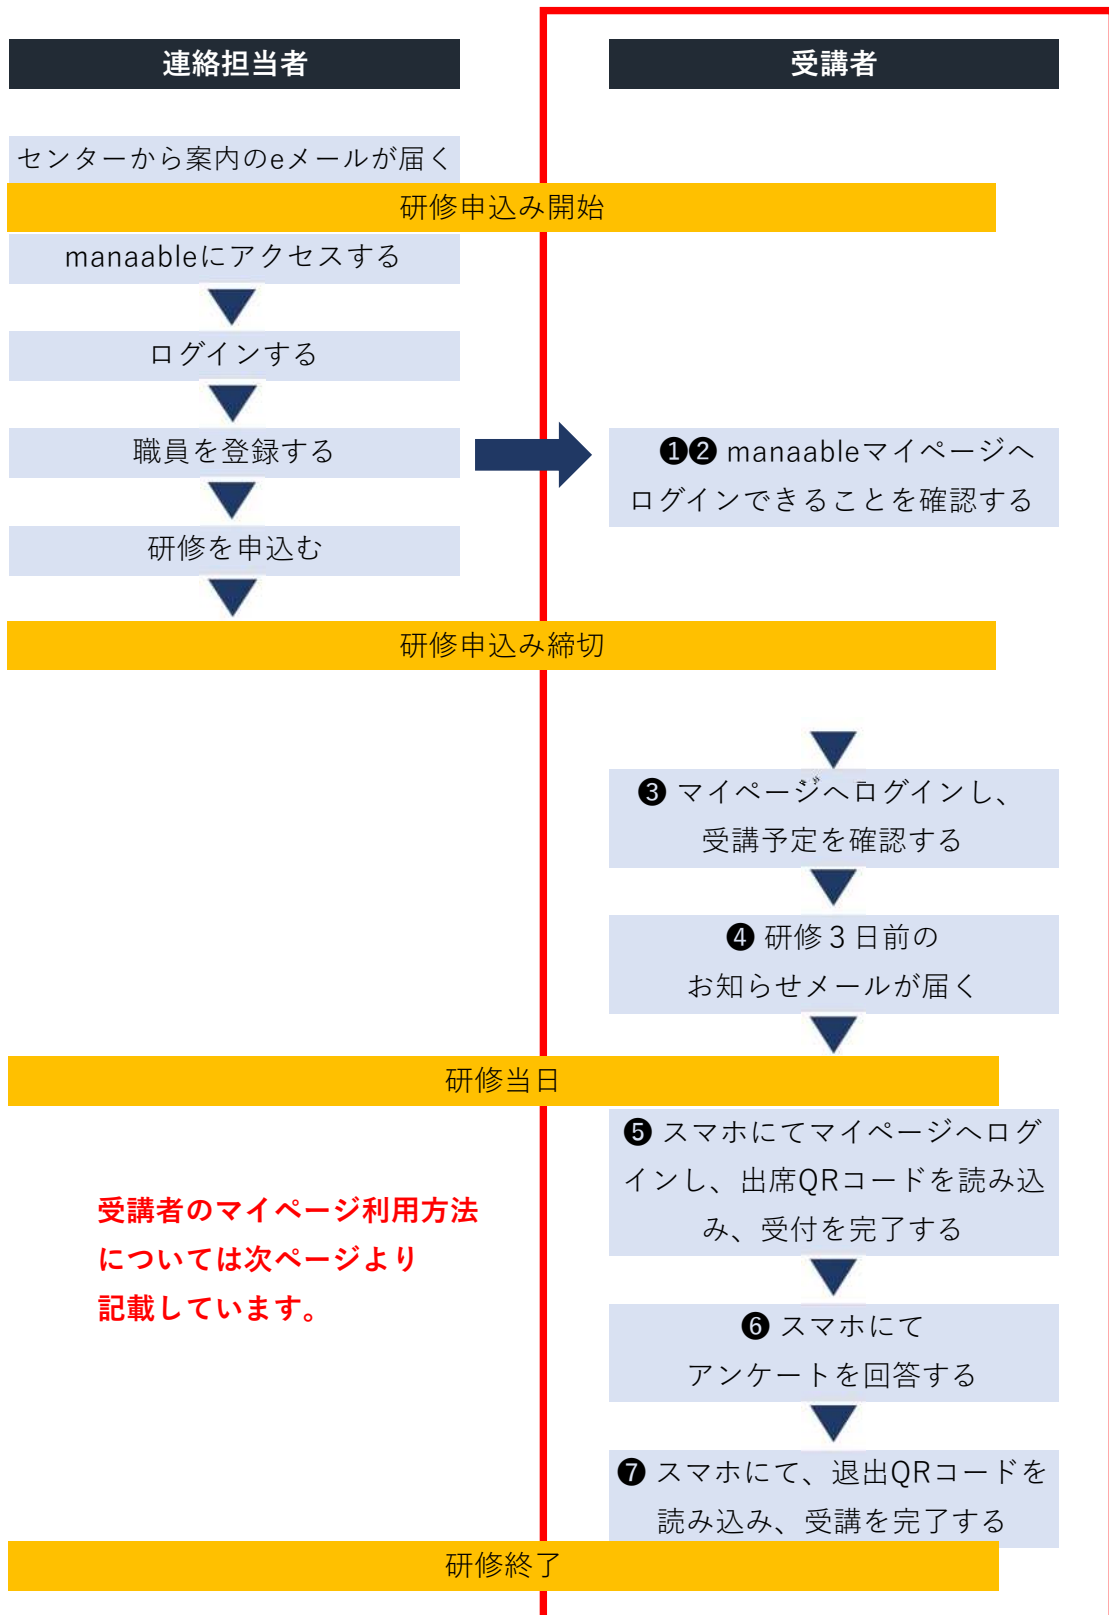 連絡担当者
受講者
センターから案内のeメールが届く
研修申込み開始
manaableにアクセスする
ログインする
職員を登録する
❶❷ manaableマイページへ
ログインできることを確認する
研修を申込む
研修申込み締切
❸ マイページへログインし、
受講予定を確認する
❹ 研修３日前の
お知らせメールが届く
研修当日
❺ スマホにてマイページへログ
インし、出席QRコードを読み込
み、受付を完了する
受講者のマイページ利用方法
については次ページより
記載しています。
❻ スマホにて
アンケートを回答する
❼ スマホにて、退出QRコードを
読み込み、受講を完了する
研修終了